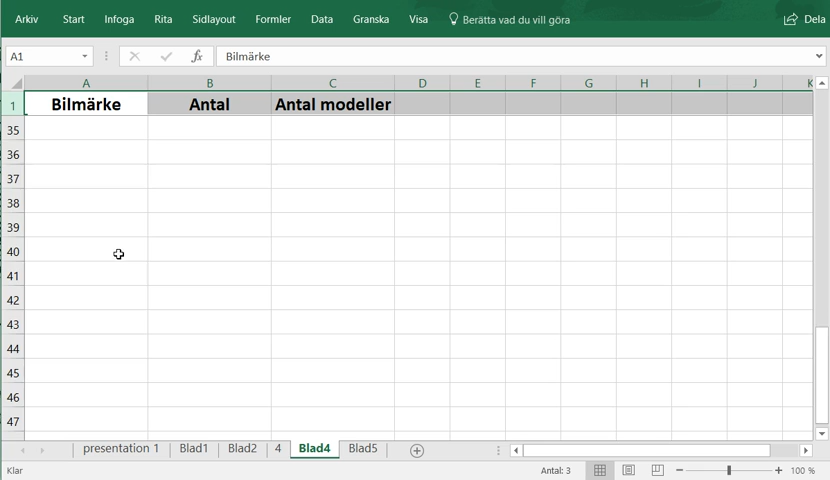 Arkiv Start Infoga Rita Sidlayout Formler Data Granska Visa Berätta vad du vill göra Dela
A1 fx Bilmärke
A B C D E F G H I J K
1 Bilmärke Antal Antal modeller
35
36
37
38
39
40
41
42
43
44
45
46
47
presentation 1 Blad1 Blad2 4 Blad4 Blad5
Klar Antal: 3 100 %